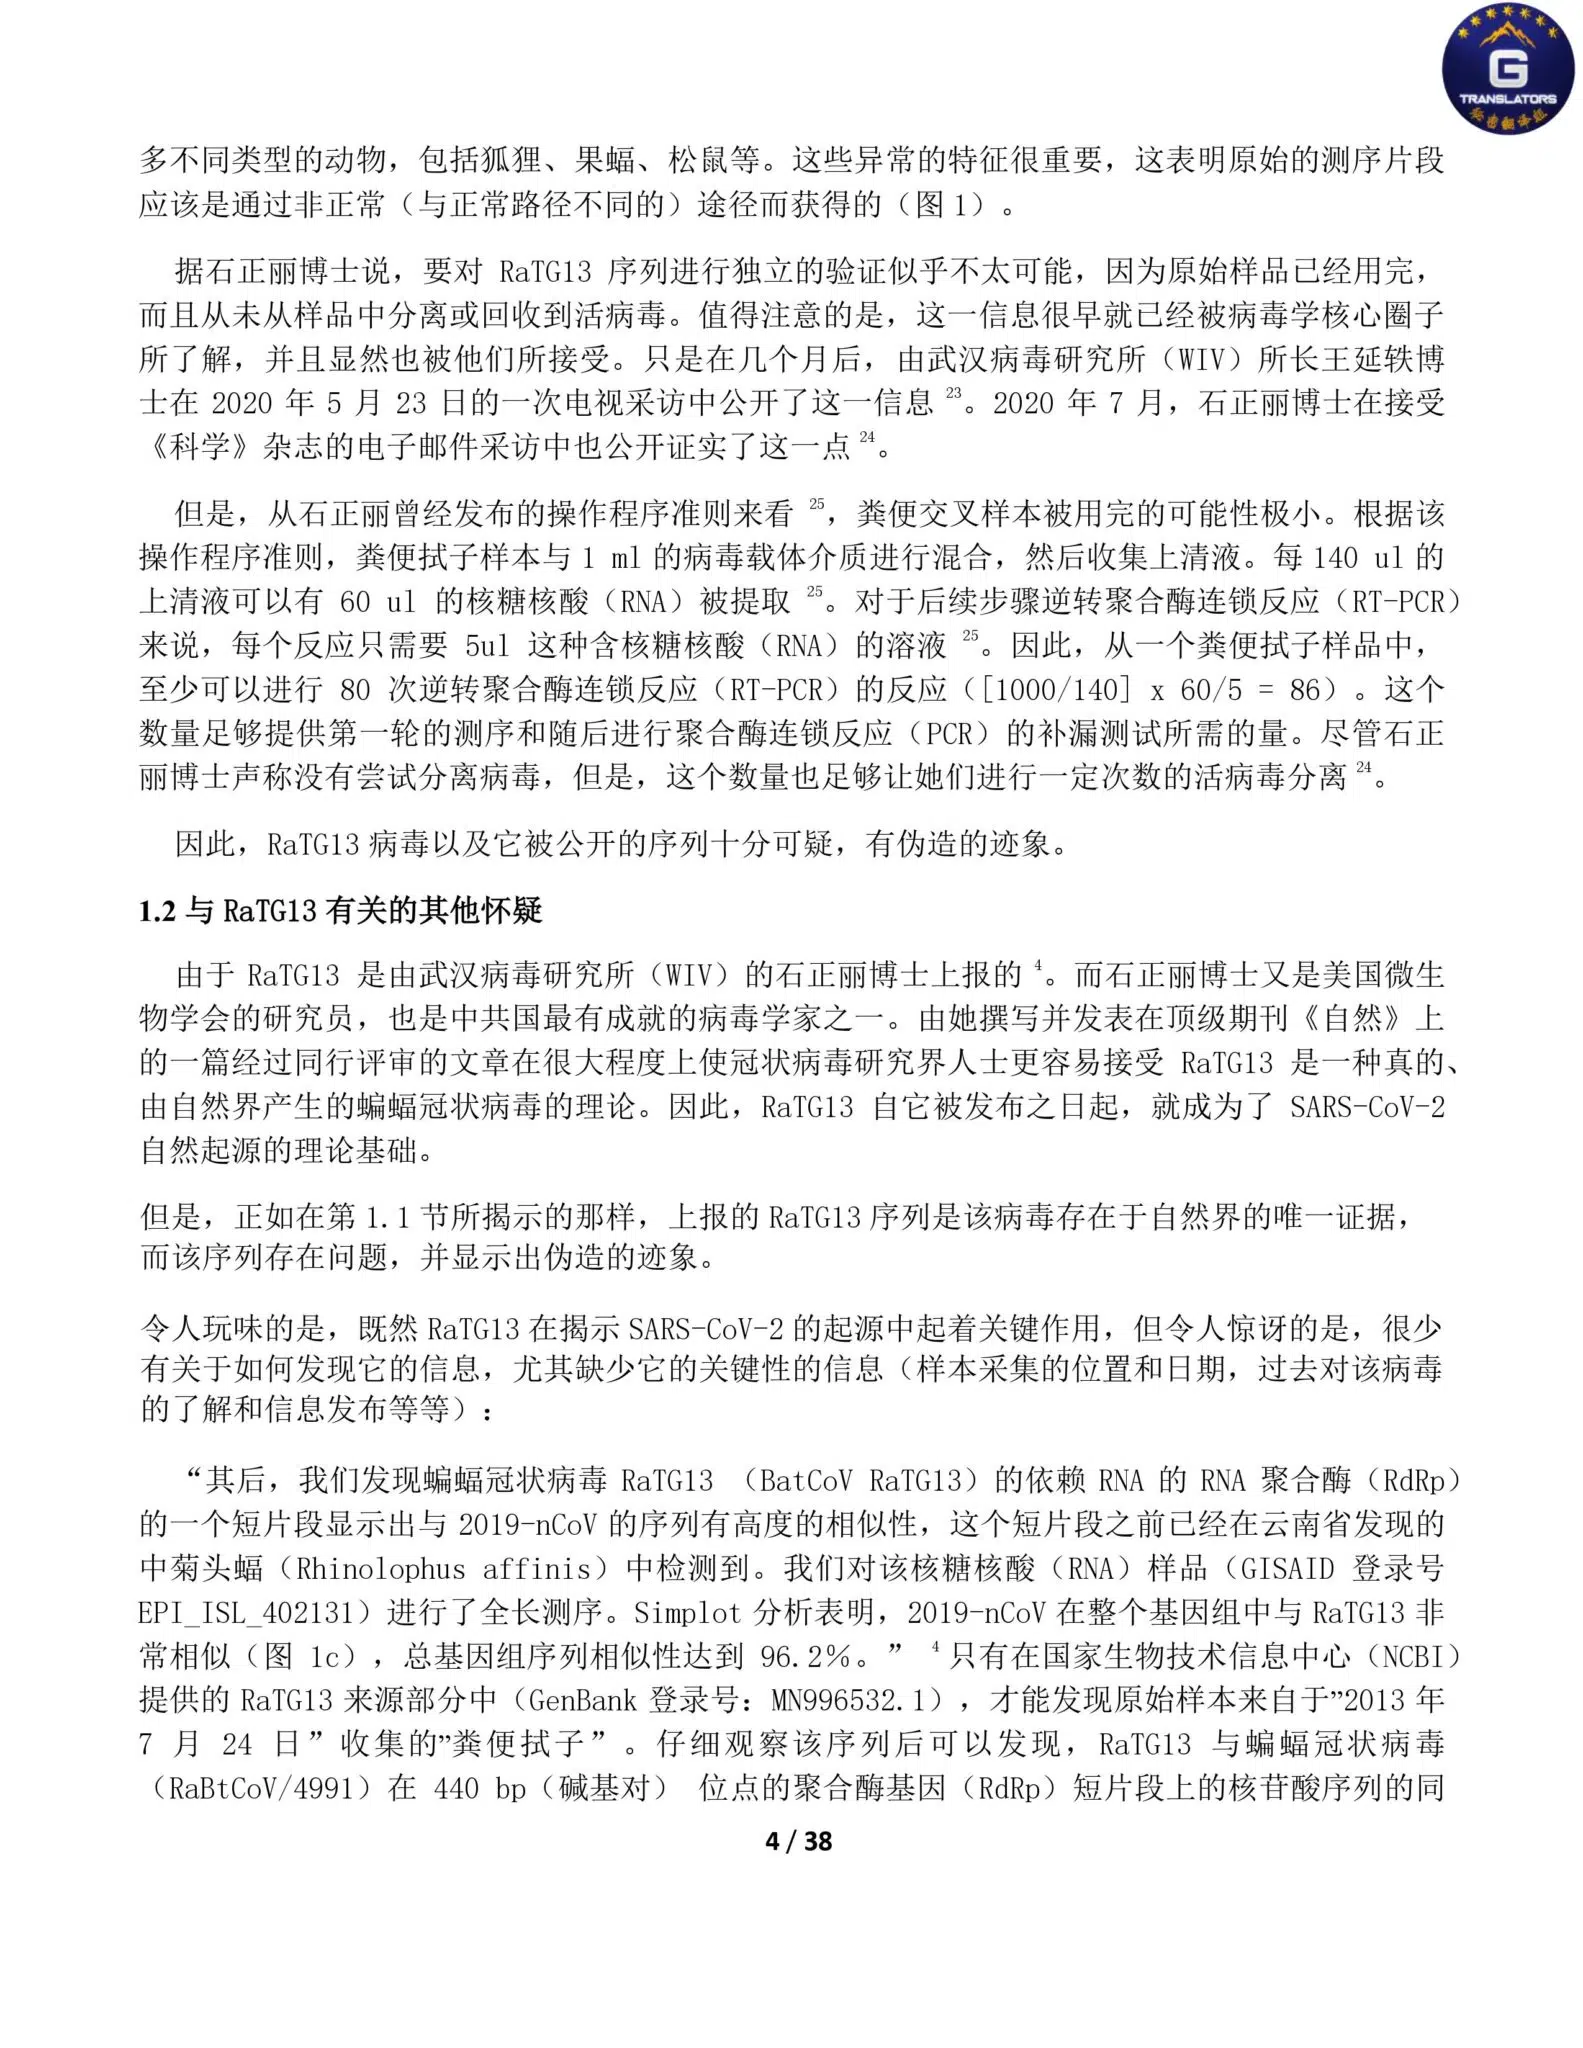 G
TRANSLATORS
多不同类型的动物，包括狐狸、果蝠、松鼠等。这些异常的特征很重要，这表明原始的测序片段
应该是通过非正常（与正常路径不同的）途径而获得的（图 1）。
据石正丽博士说，要对 RaTG13 序列进行独立的验证似乎不太可能，因为原始样品已经用完，
而且从未从样品中分离或回收到活病毒。值得注意的是，这一信息很早就已经被病毒学核心圈子
所了解，并且显然也被他们所接受。只是在几个月后，由武汉病毒研究所（WIV）所长王延轶博
士在 2020 年 5 月 23 日的一次电视采访中公开了这一信息 23。2020 年 7 月，石正丽博士在接受
《科学》杂志的电子邮件采访中也公开证实了这一点 24。
但是，从石正丽曾经发布的操作程序准则来看 25，粪便交叉样本被用完的可能性极小。根据该
操作程序准则，粪便拭子样本与 1 ml 的病毒载体介质进行混合，然后收集上清液。每 140 ul 的
上清液可以有 60 ul 的核糖核酸（RNA）被提取 25。对于后续步骤逆转聚合酶连锁反应（RT-PCR）
来说，每个反应只需要 5ul 这种含核糖核酸（RNA）的溶液 25。因此，从一个粪便拭子样品中，
至少可以进行 80 次逆转聚合酶连锁反应（RT-PCR）的反应（[1000/140] x 60/5 = 86）。这个
数量足够提供第一轮的测序和随后进行聚合酶连锁反应（PCR）的补漏测试所需的量。尽管石正
丽博士声称没有尝试分离病毒，但是，这个数量也足够让她们进行一定次数的活病毒分离 24。
因此，RaTG13 病毒以及它被公开的序列十分可疑，有伪造的迹象。
1.2 与 RaTG13 有关的其他怀疑
由于 RaTG13 是由武汉病毒研究所（WIV）的石正丽博士上报的 4。而石正丽博士又是美国微生
物学会的研究员，也是中共国最有成就的病毒学家之一。由她撰写并发表在顶级期刊《自然》上
的一篇经过同行评审的文章在很大程度上使冠状病毒研究界人士更容易接受 RaTG13 是一种真的、
由自然界产生的蝙蝠冠状病毒的理论。因此，RaTG13 自它被发布之日起，就成为了 SARS-CoV-2
自然起源的理论基础。
但是，正如在第 1.1 节所揭示的那样，上报的 RaTG13 序列是该病毒存在于自然界的唯一证据，
而该序列存在问题，并显示出伪造的迹象。
令人玩味的是，既然 RaTG13 在揭示 SARS-CoV-2 的起源中起着关键作用，但令人惊讶的是，很少
有关于如何发现它的信息，尤其缺少它的关键性的信息（样本采集的位置和日期，过去对该病毒
的了解和信息发布等等）：
“其后，我们发现蝙蝠冠状病毒 RaTG13 （BatCoV RaTG13）的依赖 RNA 的 RNA 聚合酶（RdRp）
的一个短片段显示出与 2019-nCoV 的序列有高度的相似性，这个短片段之前已经在云南省发现的
中菊头蝠（Rhinolophus affinis）中检测到。我们对该核糖核酸（RNA）样品（GISAID 登录号
EPI_ISL_402131）进行了全长测序。Simplot 分析表明，2019-nCoV 在整个基因组中与 RaTG13 非
常相似（图 1c），总基因组序列相似性达到 96.2%。” 4 只有在国家生物技术信息中心（NCBI）
提供的 RaTG13 来源部分中（GenBank 登录号：MN996532.1），才能发现原始样本来自于”2013 年
7 月 24 日”收集的”粪便拭子”。仔细观察该序列后可以发现，RaTG13 与蝙蝠冠状病毒
（RaBtCoV/4991）在 440 bp（碱基对） 位点的聚合酶基因（RdRp）短片段上的核苷酸序列的同
4 / 38